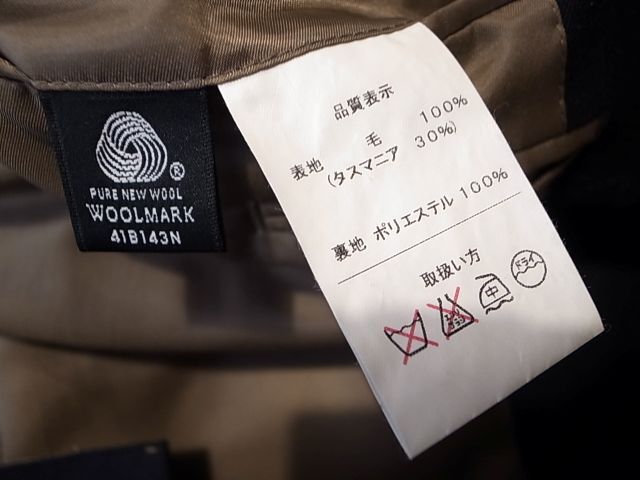 PURE NEW WOOL
WOOLMARK
41B143N
®
品質表示
表地 毛 100%
(タスマニア 30%)
裏地 ポリエステル 100%
取扱い方
中 ドライ